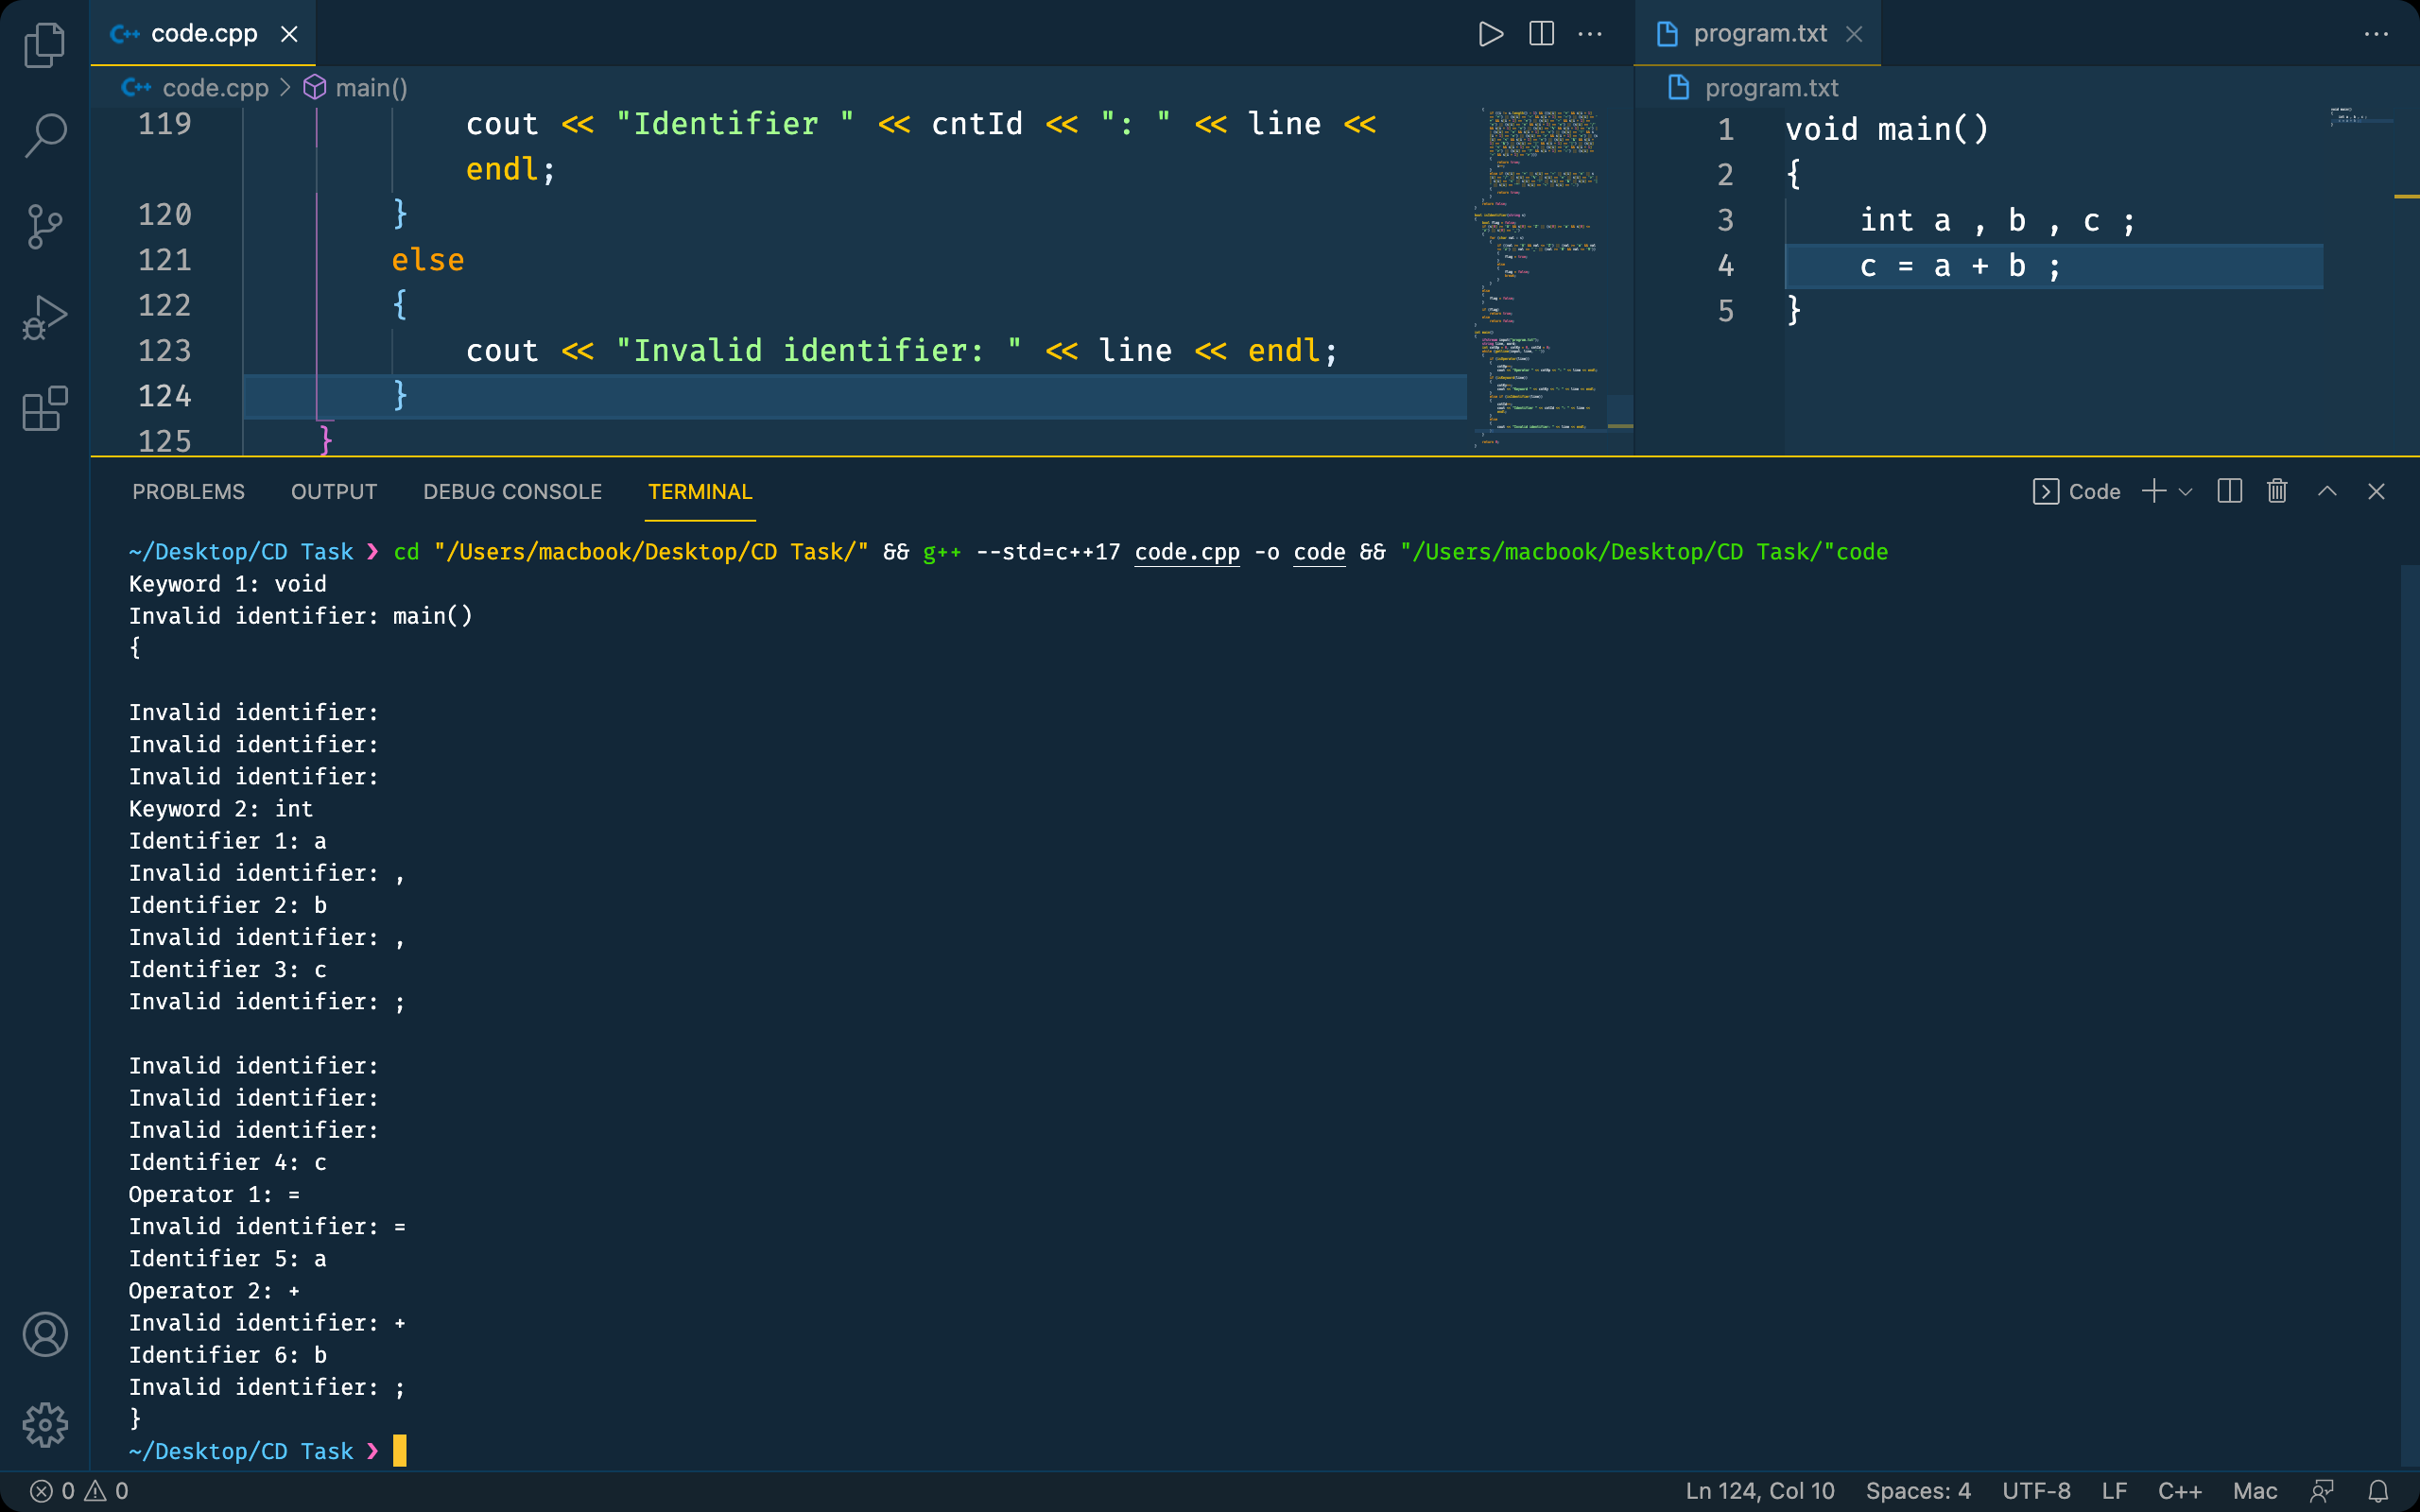 code.cpp
program.txt
code.cpp > main()
program.txt
119 cout << "Identifier " << cntId << ": " << line <<
endl;
120 }
121 else
122 {
123 cout << "Invalid identifier: " << line << endl;
124 }
125 }
1 void main()
2 {
3 int a , b , c ;
4 c = a + b ;
5 }
PROBLEMS OUTPUT DEBUG CONSOLE TERMINAL
Code
~/Desktop/CD Task ❯ cd "/Users/macbook/Desktop/CD Task/" && g++ --std=c++17 code.cpp -o code && "/Users/macbook/Desktop/CD Task/"code
Keyword 1: void
Invalid identifier: main()
{
Invalid identifier:
Invalid identifier:
Invalid identifier:
Keyword 2: int
Identifier 1: a
Invalid identifier: ,
Identifier 2: b
Invalid identifier: ,
Identifier 3: c
Invalid identifier: ;
Invalid identifier:
Invalid identifier:
Invalid identifier:
Identifier 4: c
Operator 1: =
Invalid identifier: =
Identifier 5: a
Operator 2: +
Invalid identifier: +
Identifier 6: b
Invalid identifier: ;
}
~/Desktop/CD Task ❯
0 0
Ln 124, Col 10 Spaces: 4 UTF-8 LF C++ Mac